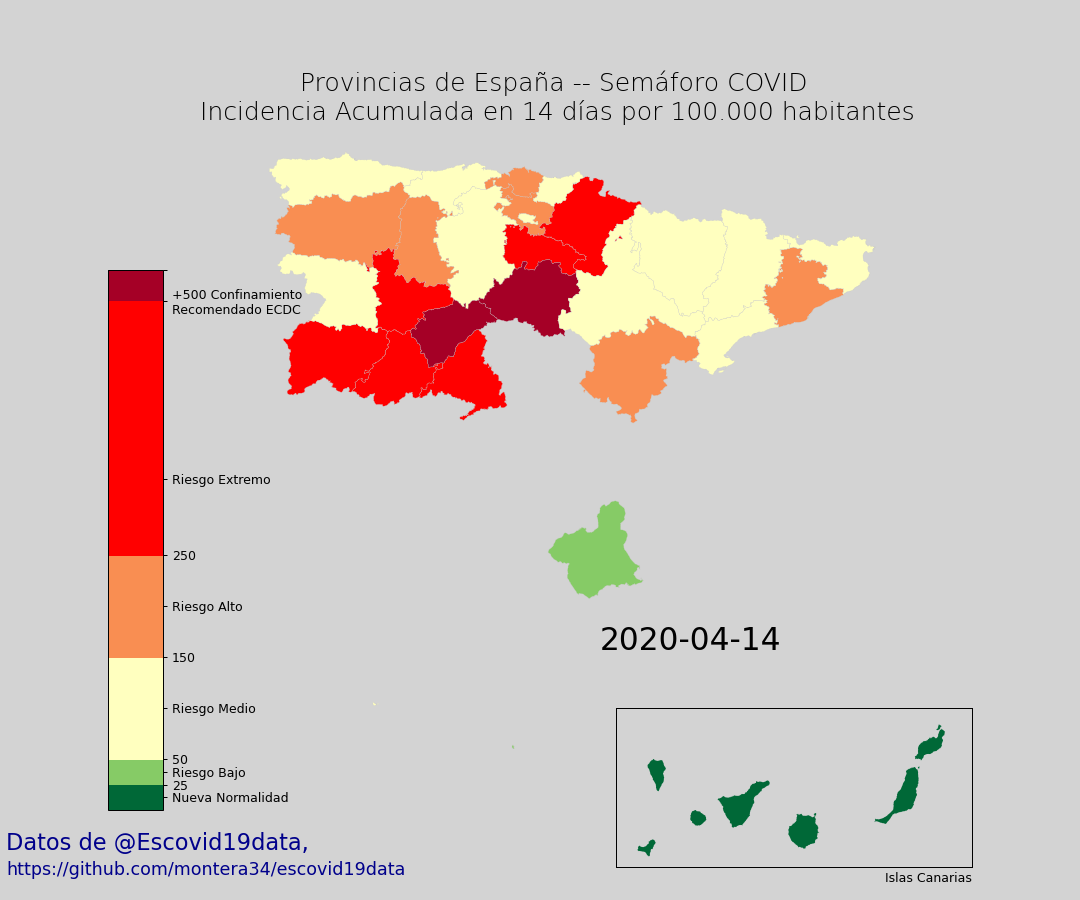 Provincias de España -- Semáforo COVID
Incidencia Acumulada en 14 días por 100.000 habitantes
+500 Confinamiento
Recomendado ECDC
Riesgo Extremo
250
Riesgo Alto
150
Riesgo Medio
50
Riesgo Bajo
25
Nueva Normalidad
2020-04-14
Islas Canarias
Datos de @Escovid19data,
https://github.com/montera34/escovid19data